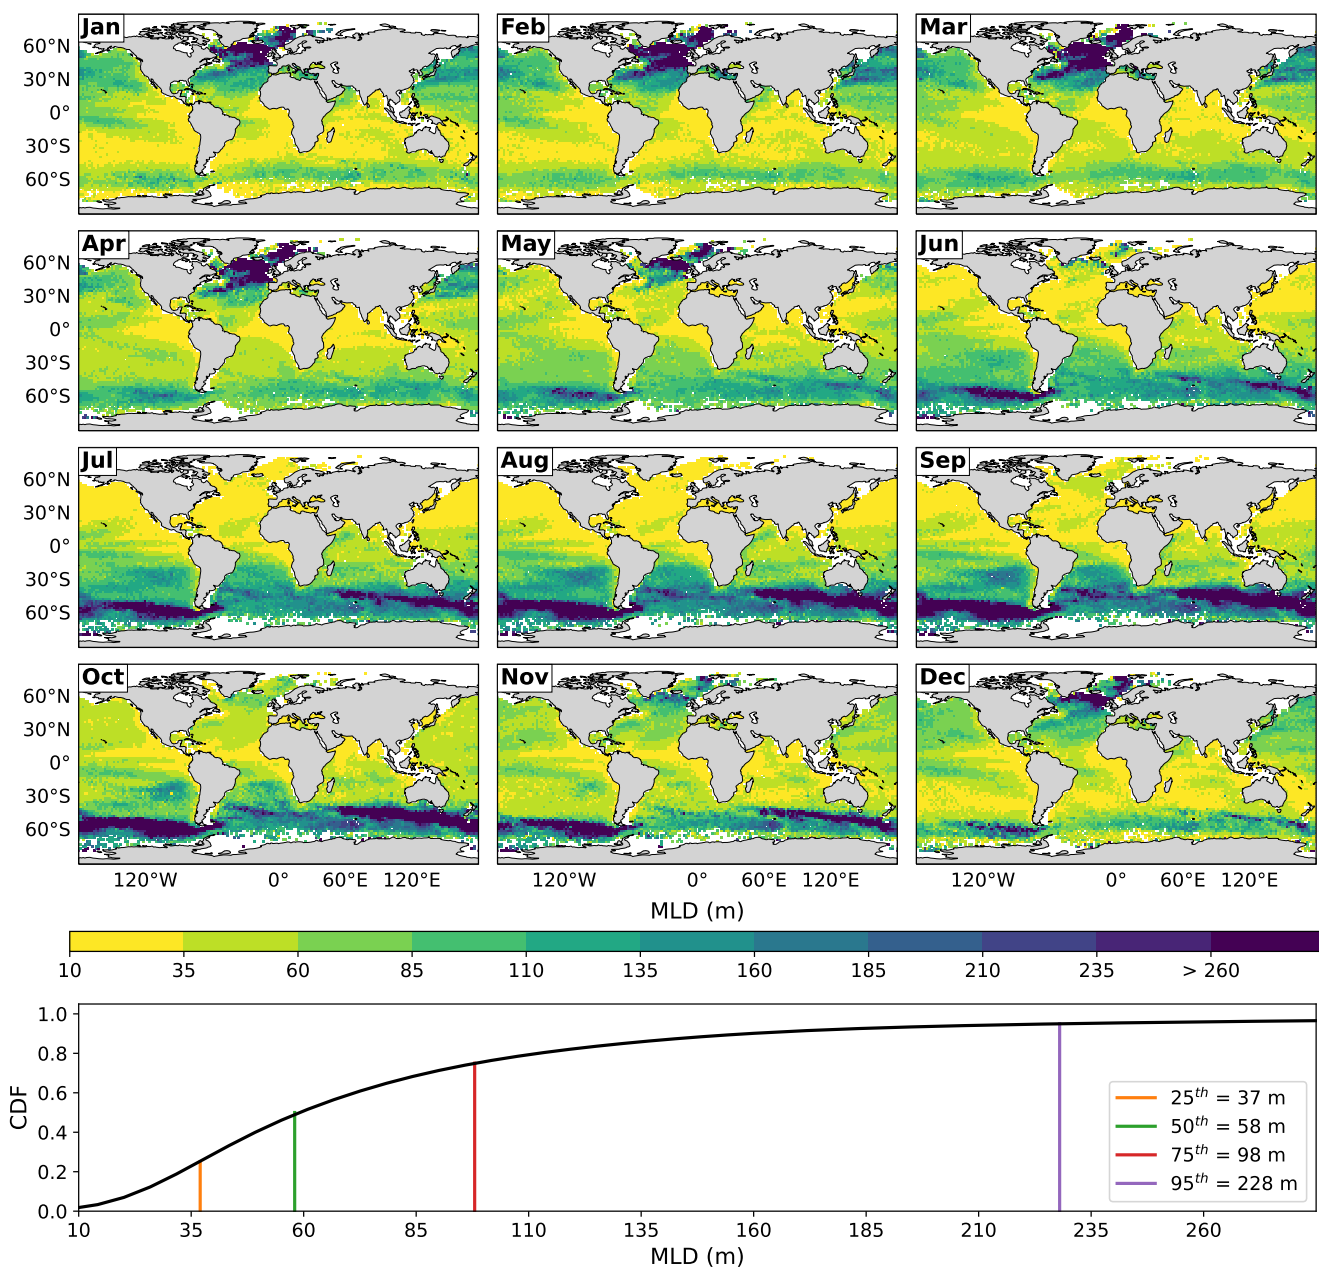 Jan
Feb
Mar
60°N
30°N
0°
30°S
60°S
Apr
May
Jun
60°N
30°N
0°
30°S
60°S
Jul
Aug
Sep
60°N
30°N
0°
30°S
60°S
Oct
Nov
Dec
60°N
30°N
0°
30°S
60°S
120°W 0° 60°E 120°E
120°W 0° 60°E 120°E
120°W 0° 60°E 120°E
MLD (m)
10 35 60 85 110 135 160 185 210 235 > 260
1.0
0.8
0.6
0.4
0.2
0.0
CDF
25th = 37 m
50th = 58 m
75th = 98 m
95th = 228 m
10 35 60 85 110 135 160 185 210 235 260
MLD (m)